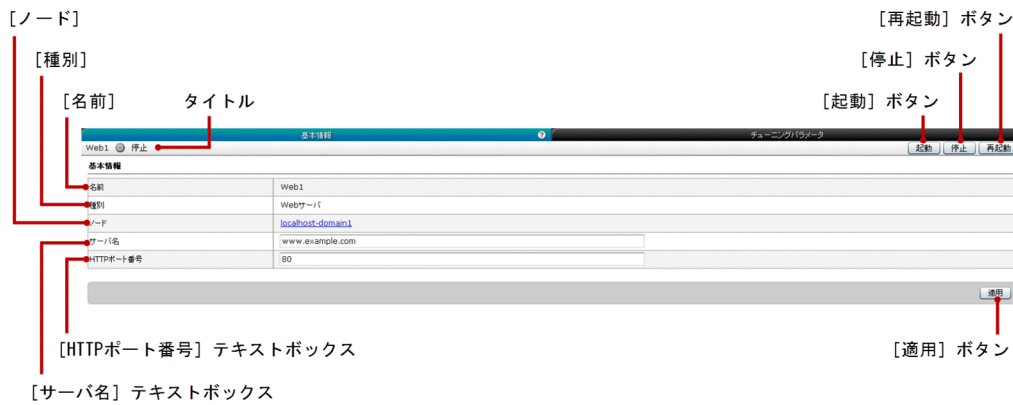 [ノード]
[再起動] ボタン
[種別]
[停止] ボタン
[名前]
タイトル
[起動] ボタン
基本情報
?
チューニングパラメータ
Web1 停止
起動 停止 再起動
基本情報
名前 Web1
種別 Webサーバ
ノード localhost-domain1
サーバ名 www.example.com
HTTPポート番号 80
適用
[HTTPポート番号] テキストボックス
[適用] ボタン
[サーバ名] テキストボックス